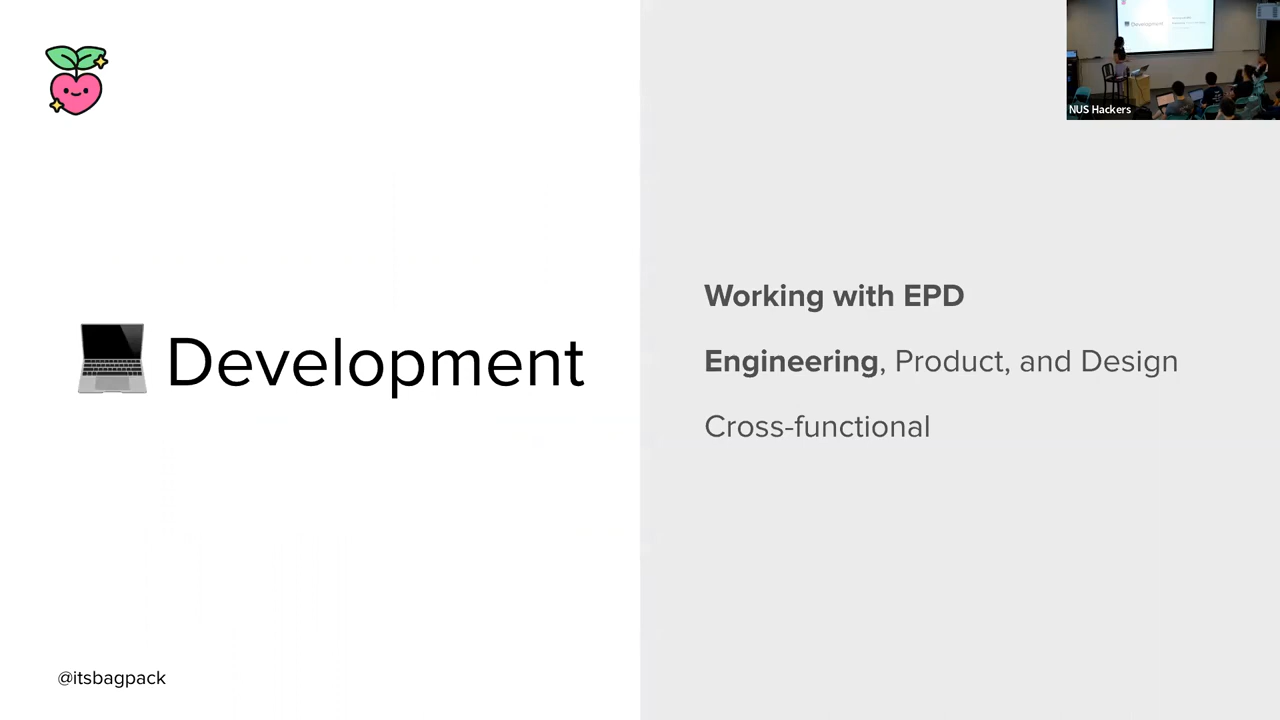 Development
Working with EPD
Engineering, Product, and Design
Cross-functional
@itsbagpack
NUS Hackers